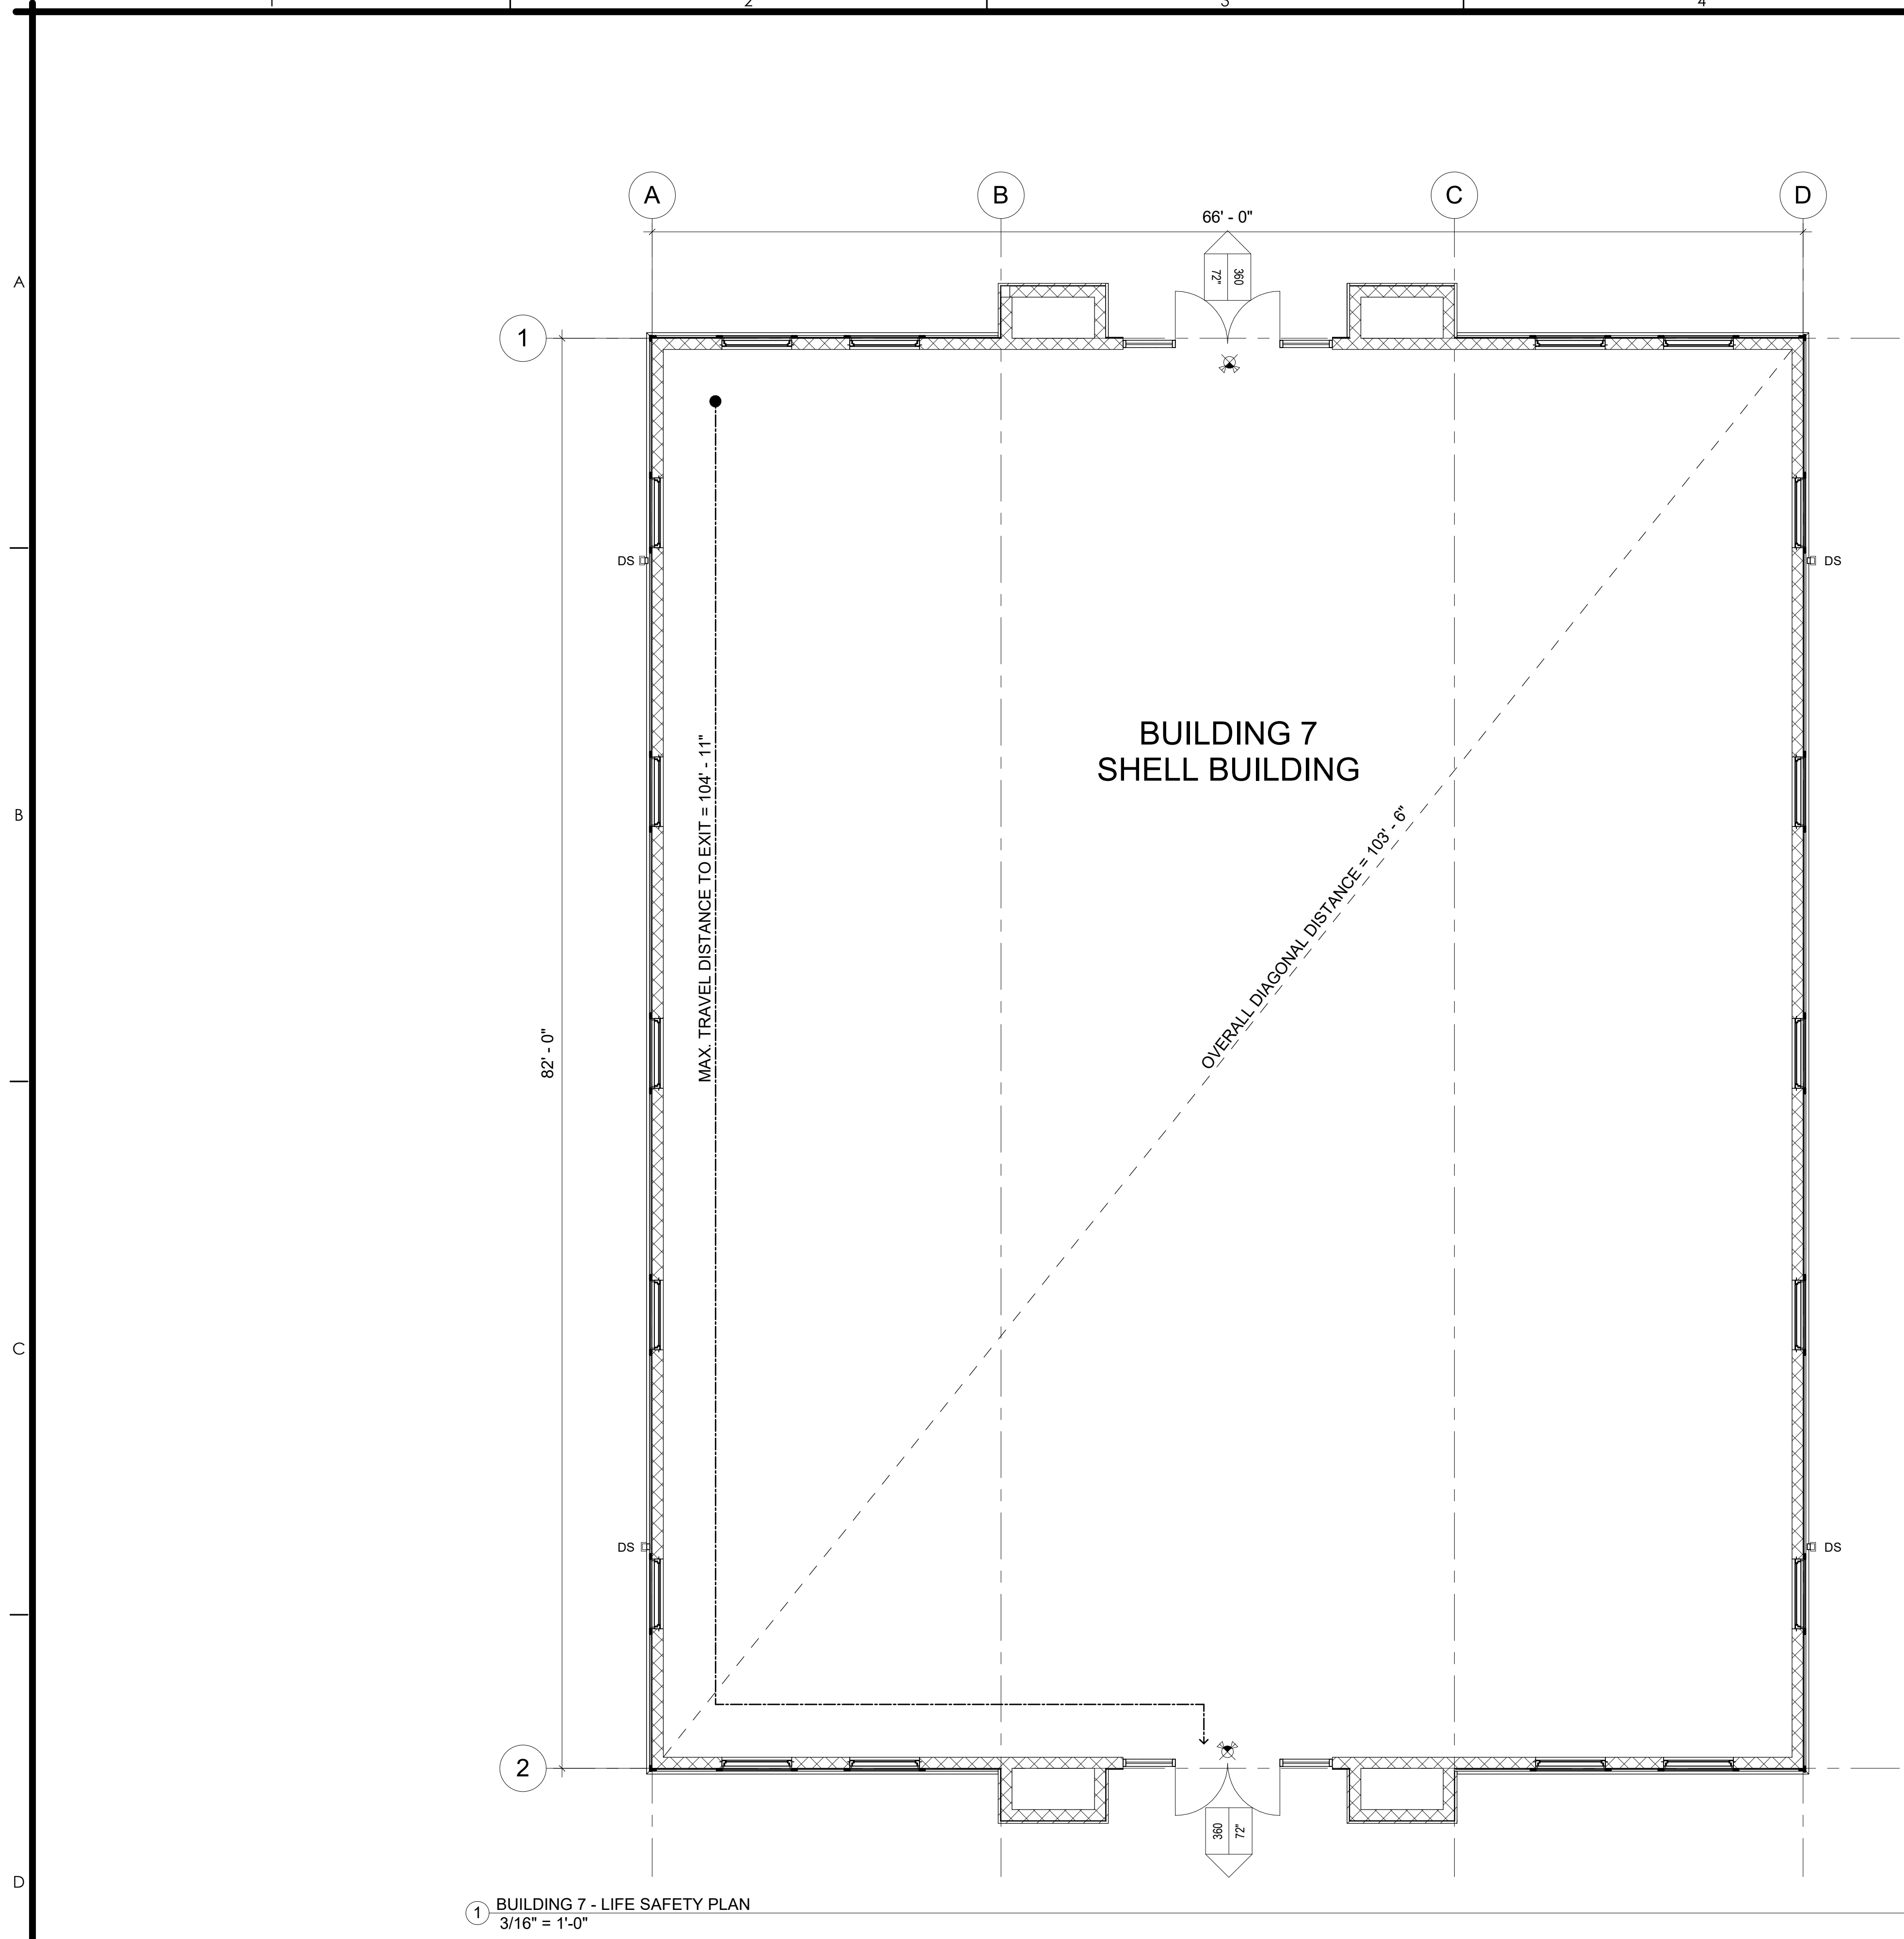 1 2 3 4
A B C D
66' - 0"
72" 360
A
1
DS DS
BUILDING 7
SHELL BUILDING
MAX. TRAVEL DISTANCE TO EXIT = 104' - 11"
B
OVERALL DIAGONAL DISTANCE = 103' - 6"
82' - 0"
C
DS DS
2
360 72"
D
1 BUILDING 7 - LIFE SAFETY PLAN
3/16" = 1'-0"